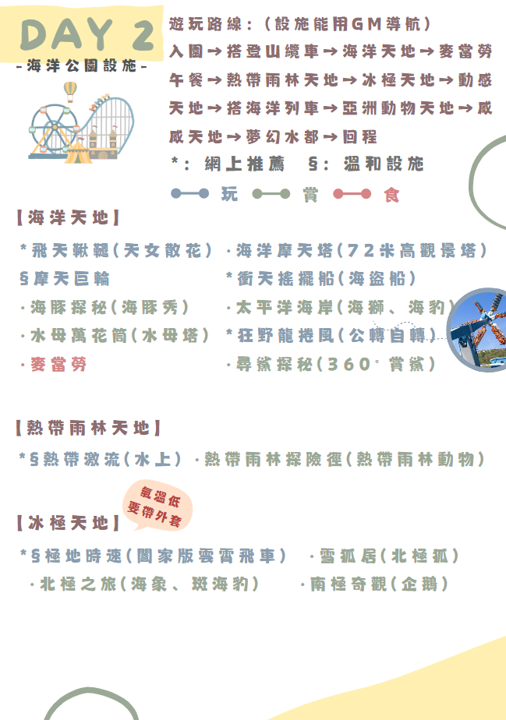 DAY 2
-海洋公園設施-
遊玩路線:(設施能用GM導航)
入園→搭登山纜車→海洋天地→麥當勞
午餐→熱帶雨林天地→冰極天地→動感
天地→搭海洋列車→亞洲動物天地→威
威天地→夢幻水都→回程
*: 網上推薦 §: 溫和設施
玩 賞 食
【海洋天地】
*飛天鞦韆(天女散花) ·海洋摩天塔(72米高觀景塔)
§摩天巨輪 *衝天搖擺船(海盜船)
·海豚探秘(海豚秀) ·太平洋海岸(海獅、海豹)
·水母萬花筒(水母塔) *狂野龍捲風(公轉自轉)
·麥當勞 ·尋鯊探秘(360°賞鯊)
【熱帶雨林天地】
*§熱帶激流(水上) ·熱帶雨林探險徑(熱帶雨林動物)
氣溫低
要帶外套
【冰極天地】
*§極地時速(闔家版雲霄飛車) ·雪狐居(北極狐)
·北極之旅(海象、斑海豹) ·南極奇觀(企鵝)